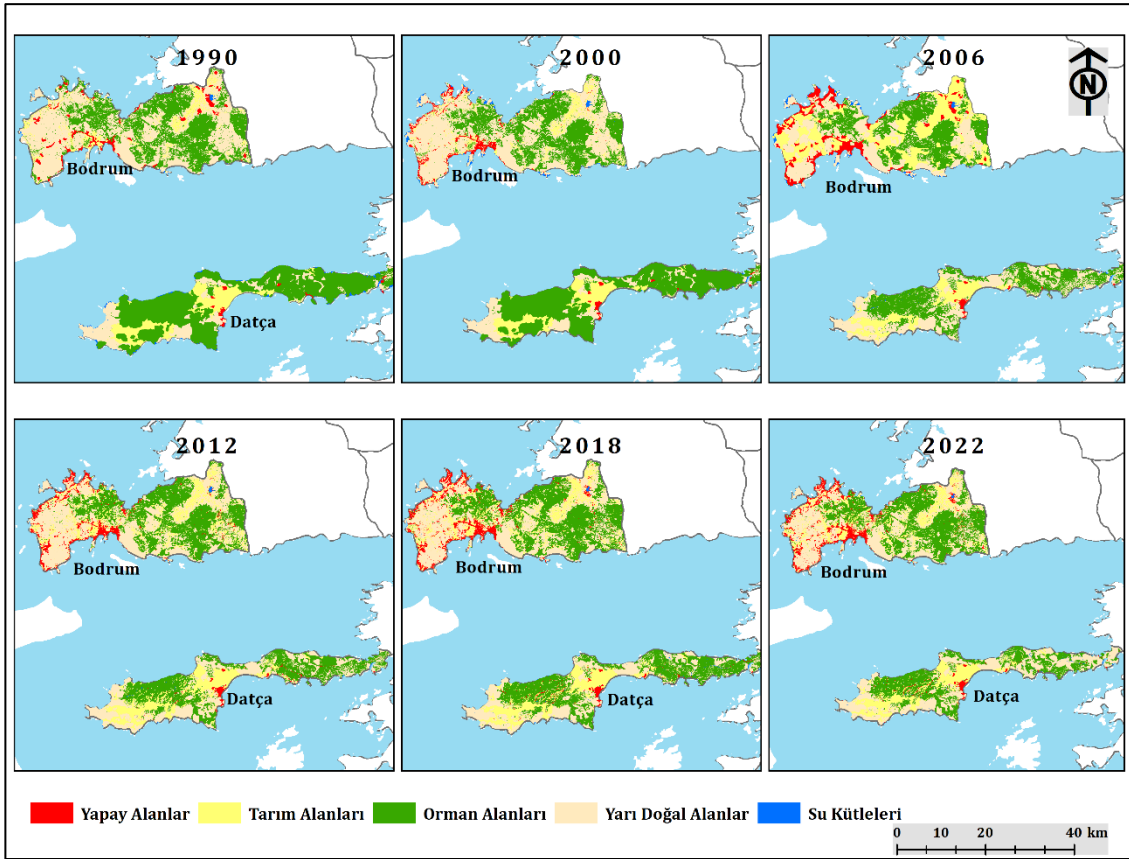 1990
2000
2006
N
Bodrum
Bodrum
Bodrum
Datça
2012
2018
2022
Bodrum
Bodrum
Bodrum
Datça
Datça
Datça
Yapay Alanlar
Tarım Alanları
Orman Alanları
Yarı Doğal Alanlar
Su Kütleleri
0 10 20 40 km